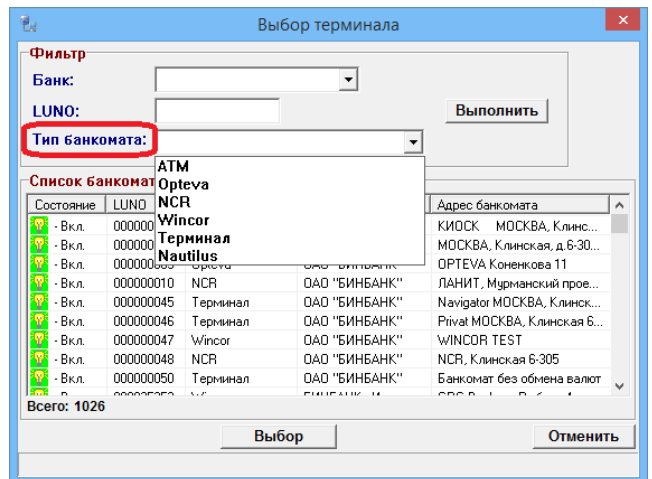 Выбор терминала
Фильтр
Банк:
LUNO:
Выполнить
Тип банкомата:
ATM
Opteva
NCR
Wincor
Терминал
Nautilus
Список банкомат
Состояние LUNO Адрес банкомата
- Вкл. 000000 КИОСК МОСКВА, Клинс...
- Вкл. 000000 МОСКВА, Клинская, д.6-30...
- Вкл. OPTEVA Коненкова 11
- Вкл. 000000010 NCR ОАО "БИНБАНК" ЛАНИТ, Мурманский прое...
- Вкл. 000000045 Терминал ОАО "БИНБАНК" Navigator МОСКВА, Клинск...
- Вкл. 000000046 Терминал ОАО "БИНБАНК" Privat МОСКВА, Клинская 6...
- Вкл. 000000047 Wincor ОАО "БИНБАНК" WINCOR TEST
- Вкл. 000000048 NCR ОАО "БИНБАНК" NCR, Клинская 6-305
- Вкл. 000000050 Терминал ОАО "БИНБАНК" Банкомат без обмена валют
Всего: 1026
Выбор Отменить